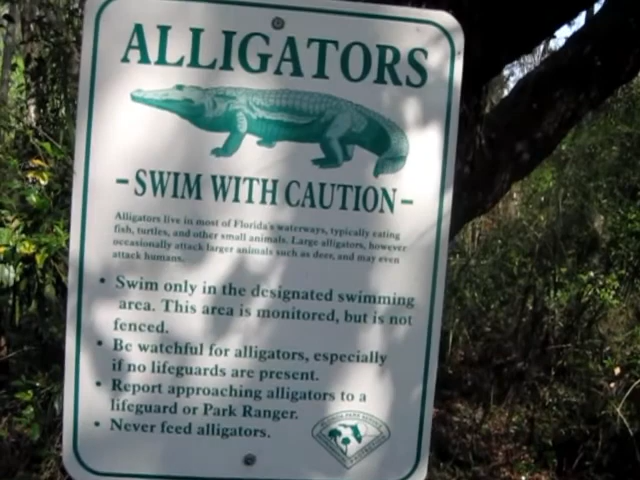 ALLIGATORS
- SWIM WITH CAUTION -
Alligators live in most of Florida's waterways, typically eating
fish, turtles, and other small animals. Large alligators, however
occasionally attack larger animals such as deer, and may even
attack humans.
• Swim only in the designated swimming
area. This area is monitored, but is not
fenced.
• Be watchful for alligators, especially
if no lifeguards are present.
• Report approaching alligators to a
lifeguard or Park Ranger.
• Never feed alligators.